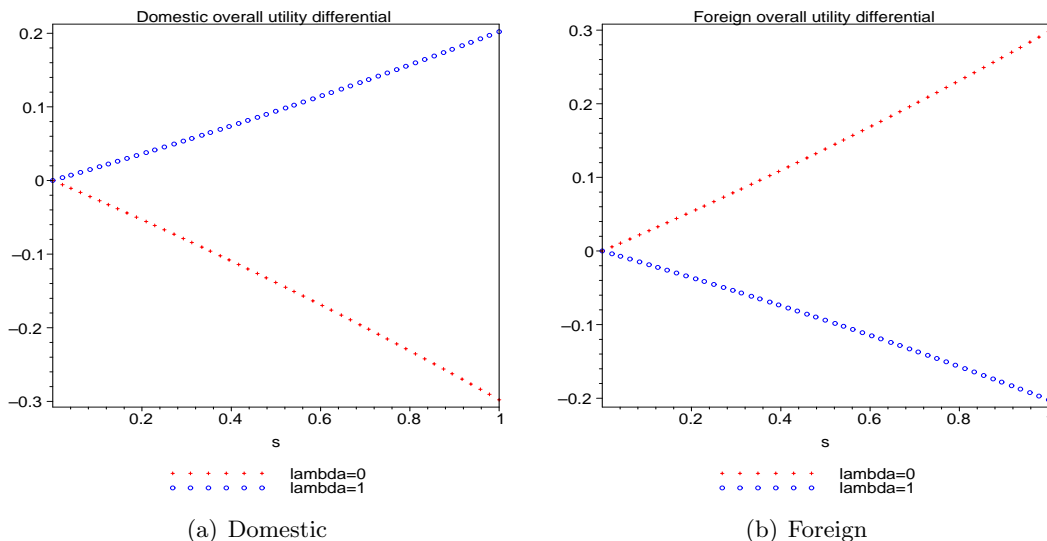 Domestic overall utility differential
0.2
0.1
0
–0.1
–0.2
–0.3
0.2 0.4 0.6 0.8 1
s
lambda=0
lambda=1
(a) Domestic
Foreign overall utility differential
0.3
0.2
0.1
0
–0.1
–0.2
0.2 0.4 0.6 0.8
s
lambda=0
lambda=1
(b) Foreign